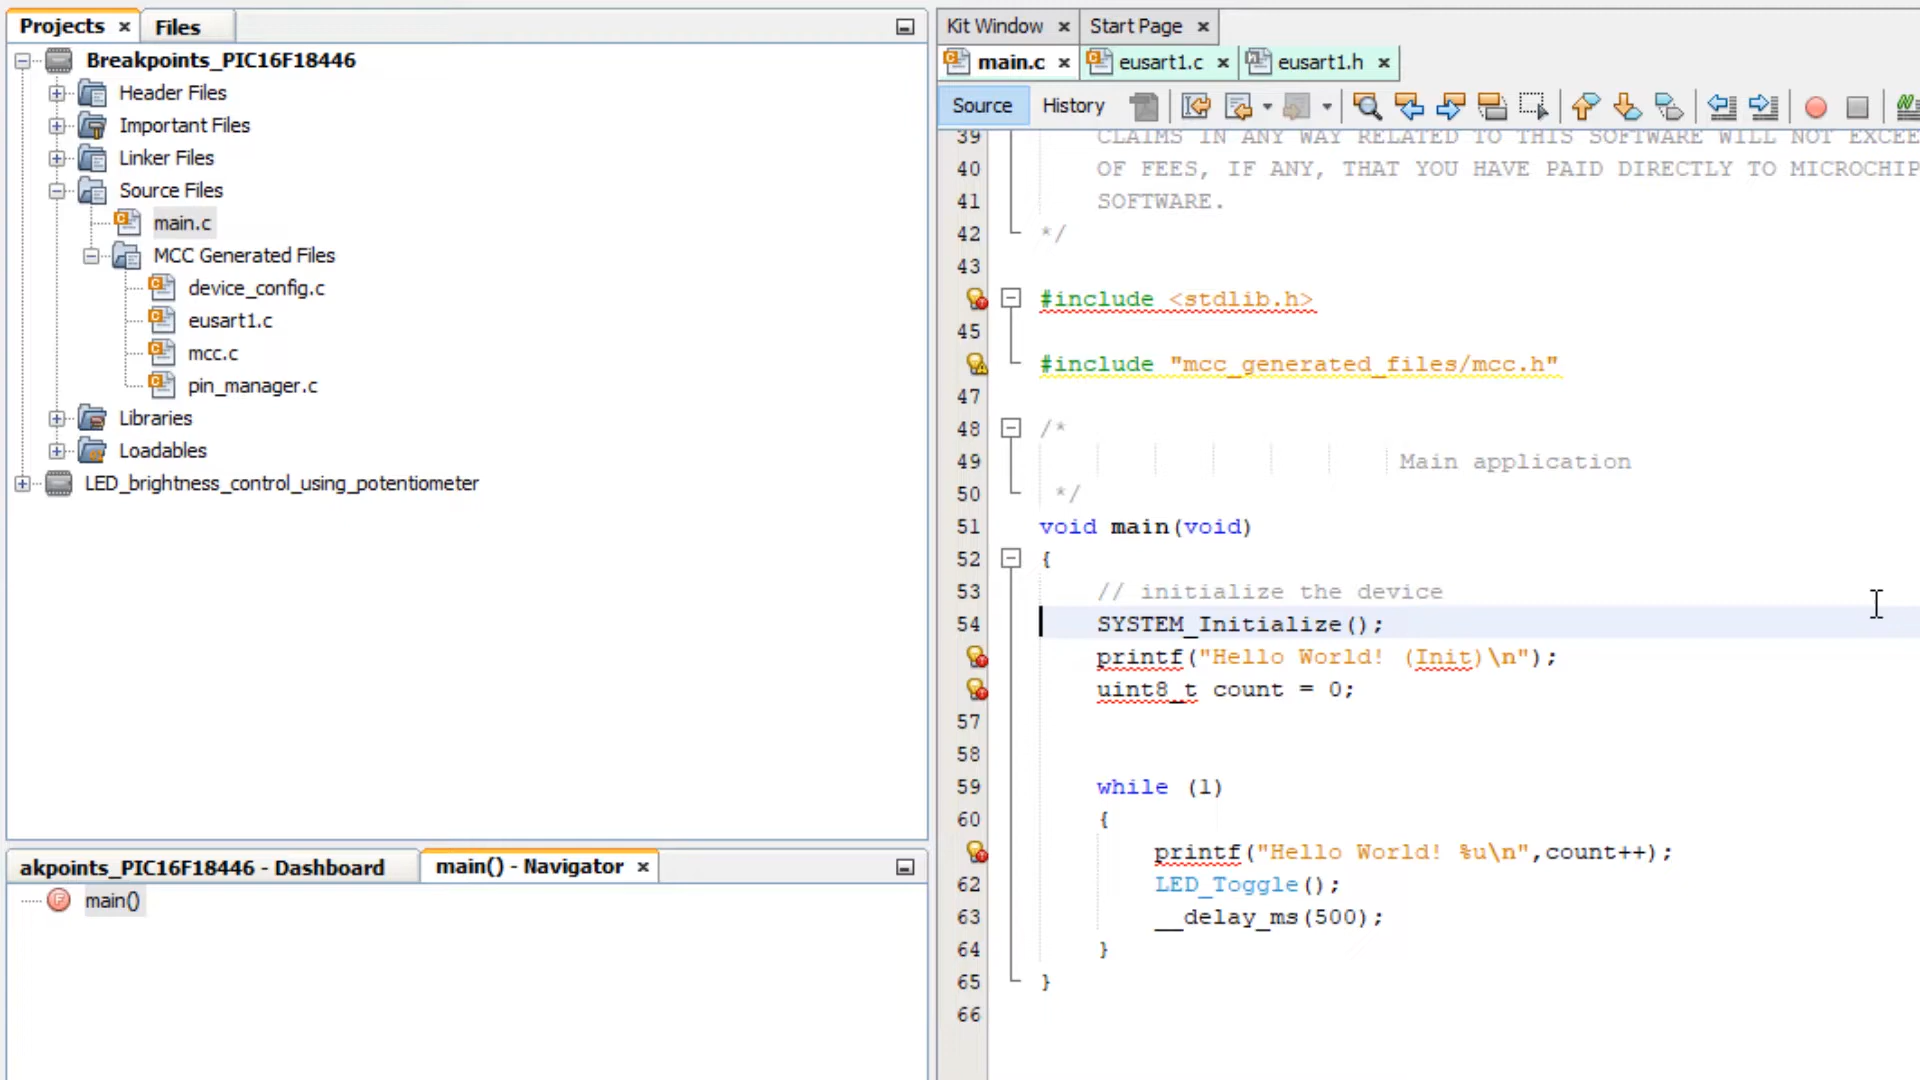 Projects
Files
Breakpoints_PIC16F18446
Header Files
Important Files
Linker Files
Source Files
main.c
MCC Generated Files
device_config.c
eusart1.c
mcc.c
pin_manager.c
Libraries
Loadables
LED_brightness_control_using_potentiometer
akpoints_PIC16F18446 - Dashboard
main() - Navigator
main()
Kit Window
Start Page
main.c
eusart1.c
eusart1.h
Source
History
39 CLAIMS IN ANY WAY RELATED TO THIS SOFTWARE WILL NOT EXCEE
40 OF FEES, IF ANY, THAT YOU HAVE PAID DIRECTLY TO MICROCHIP
41 SOFTWARE.
42 */
43
#include <stdlib.h>
45
#include "mcc_generated_files/mcc.h"
47
48 /*
49 Main application
50 */
51 void main(void)
52 {
53 // initialize the device
54 SYSTEM_Initialize();
printf("Hello World! (Init)\n");
uint8_t count = 0;
57
58
59 while (1)
60 {
printf("Hello World! %u\n",count++);
62 LED_Toggle();
63 __delay_ms(500);
64 }
65 }
66